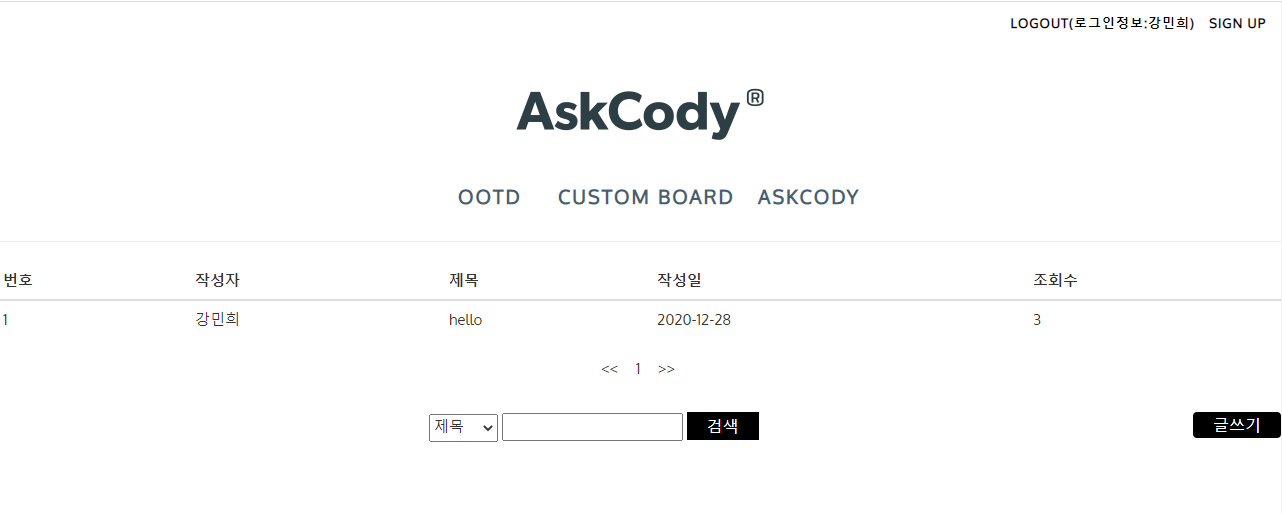 LOGOUT(로그인정보:강민희) SIGN UP
AskCody ®
OOTD CUSTOM BOARD ASKCODY
번호 작성자 제목 작성일 조회수
1 강민희 hello 2020-12-28 3
<< 1 >>
제목 검색 글쓰기